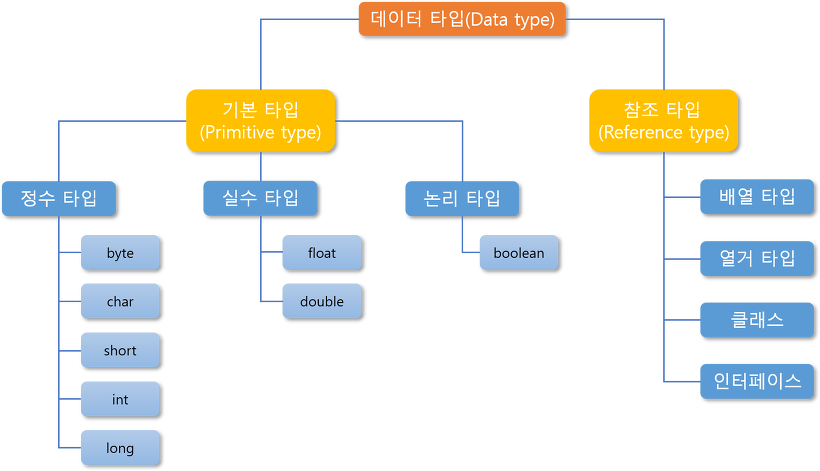 데이터 타입(Data type)
기본 타입
(Primitive type)
참조 타입
(Reference type)
정수 타입
실수 타입
논리 타입
배열 타입
byte
float
boolean
열거 타입
char
double
클래스
short
인터페이스
int
long